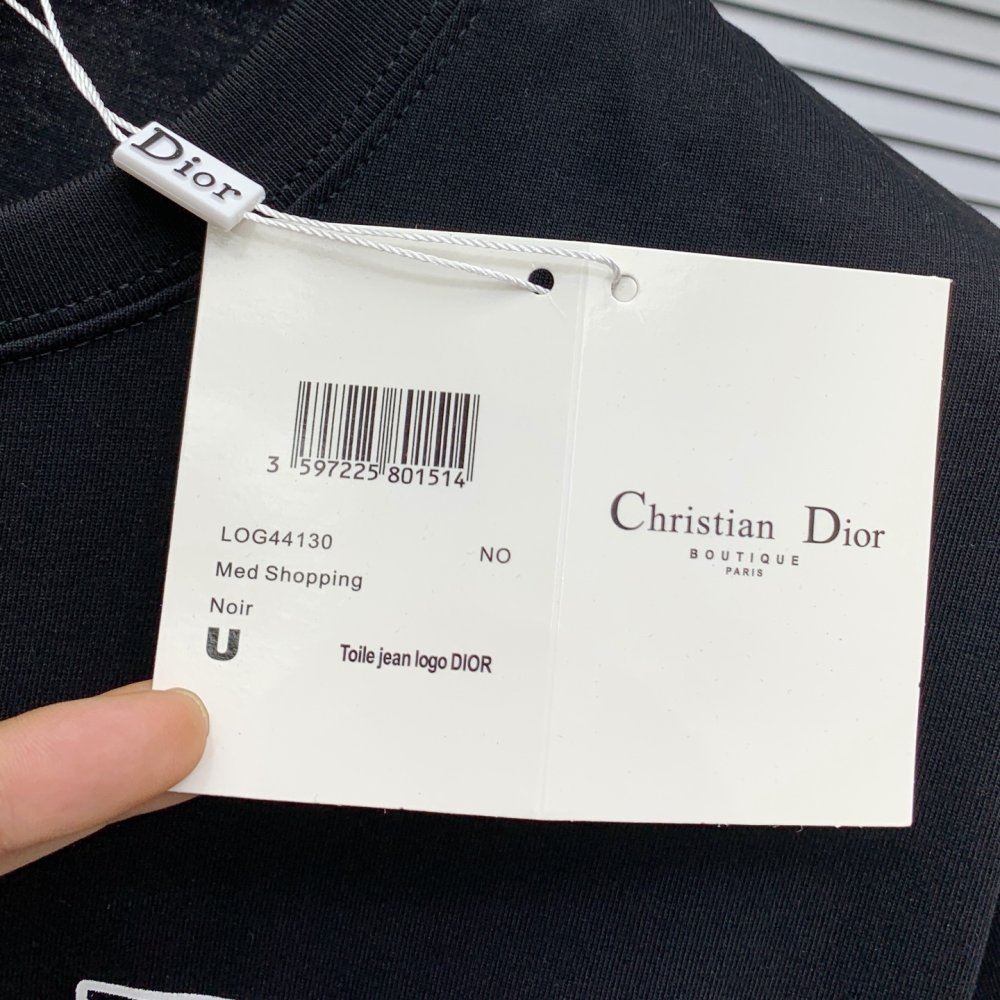 Dior
3 597225 801514
LOG44130
NO
Med Shopping
Noir
U
Toile jean logo DIOR
Christian Dior
BOUTIQUE
PARIS